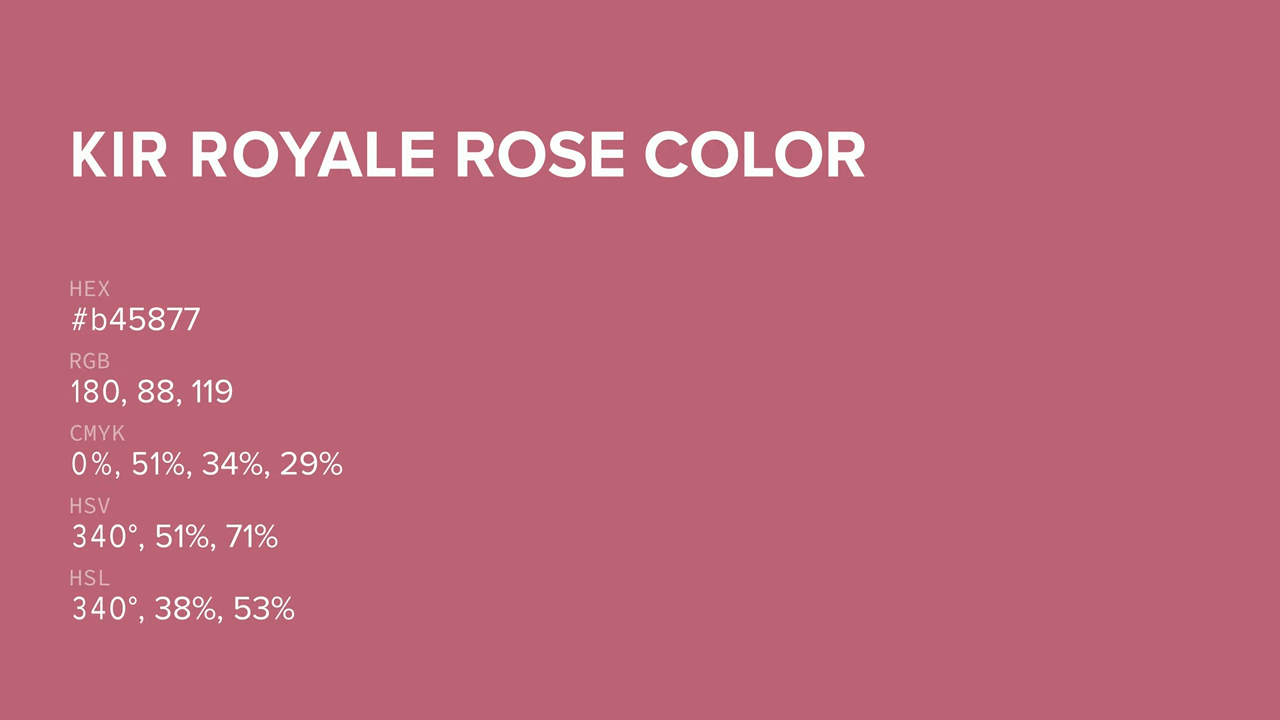 KIR ROYALE ROSE COLOR
HEX
#b45877
RGB
180, 88, 119
CMYK
0%, 51%, 34%, 29%
HSV
340°, 51%, 71%
HSL
340°, 38%, 53%